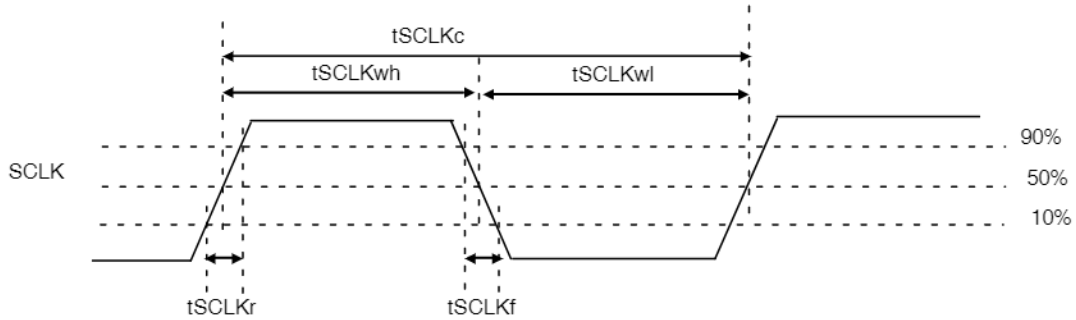 tSCLKc
tSCLKwh
tSCLKwl
90%
SCLK
50%
10%
tSCLKr
tSCLKf